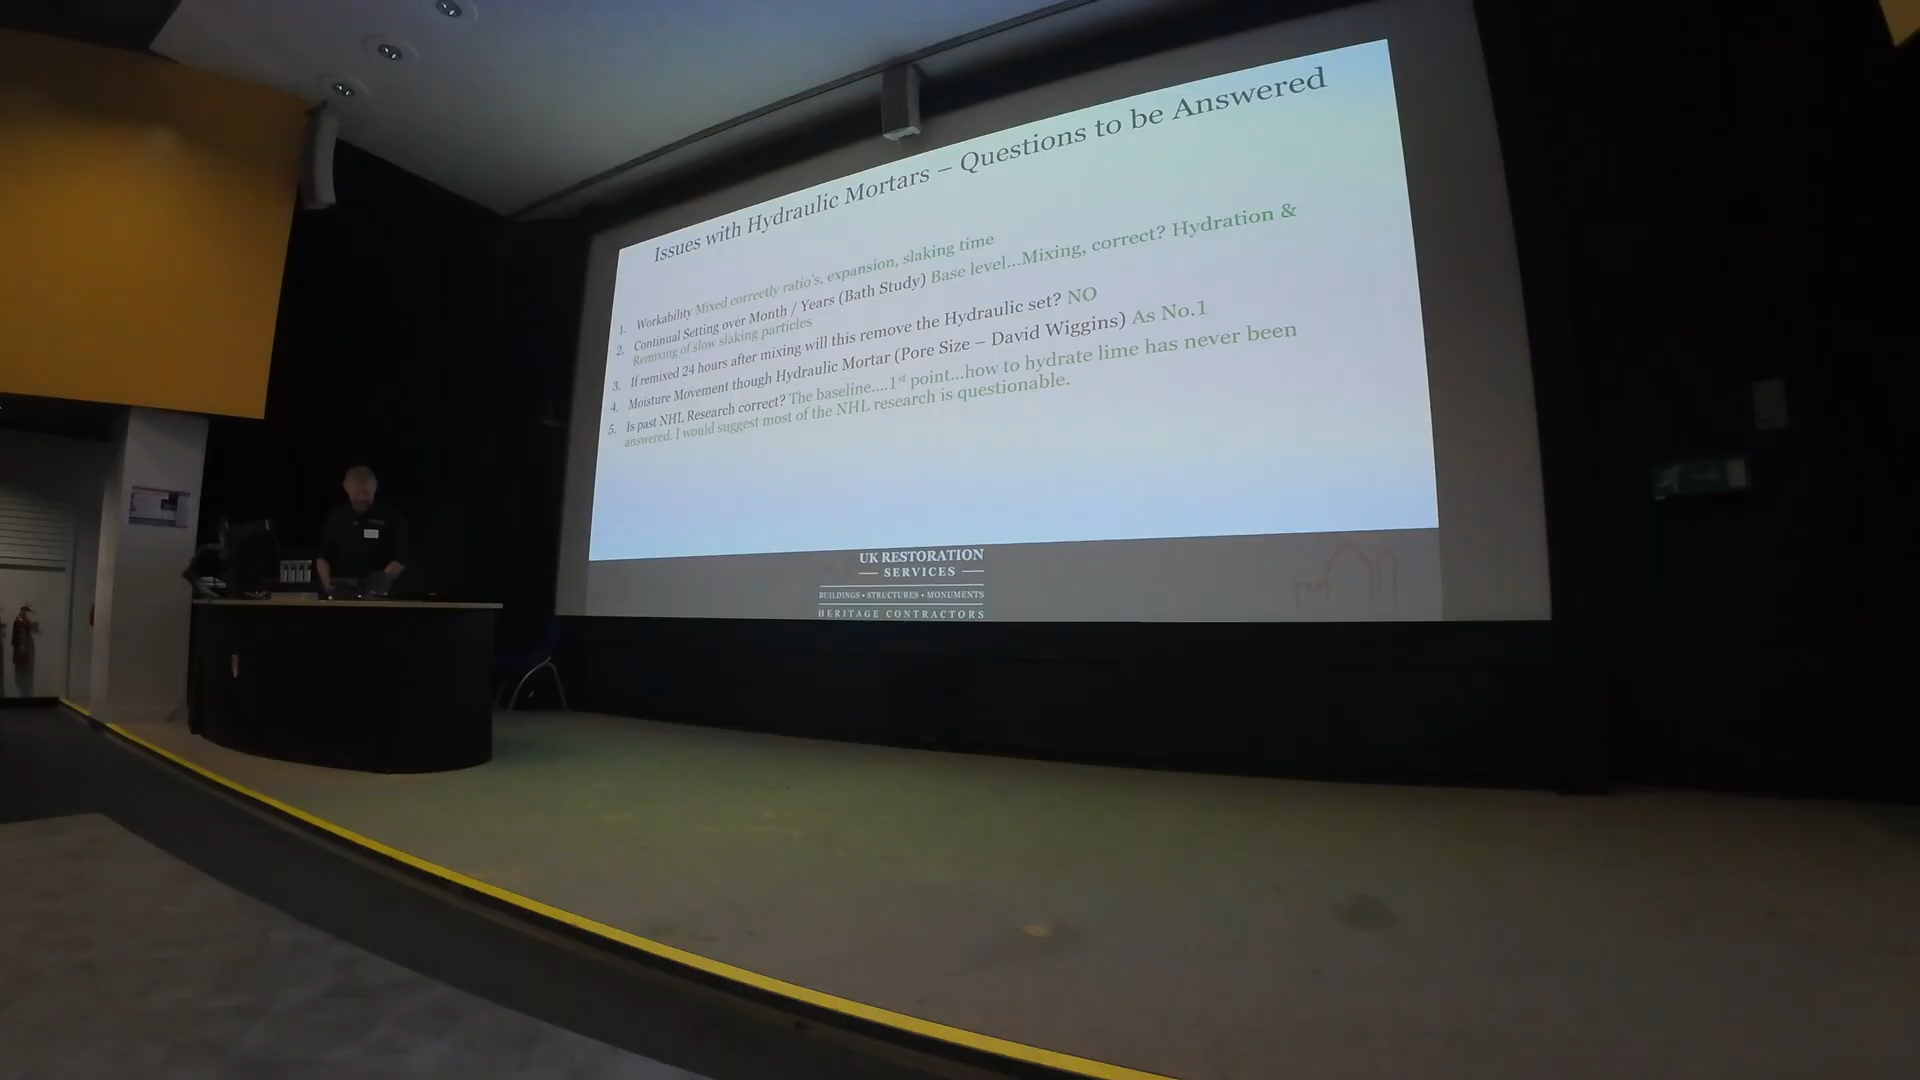 Issues with Hydraulic Mortars – Questions to be Answered
1. Workability Mixed correctly ratio's, expansion, slaking time
2. Continual Setting over Month / Years (Bath Study) Base level...Mixing, correct? Hydration &
Remixing of slow slaking particles
3. If remixed 24 hours after mixing will this remove the Hydraulic set? NO
4. Moisture Movement though Hydraulic Mortar (Pore Size – David Wiggins) As No.1
5. Is past NHL Research correct? The baseline....1st point...how to hydrate lime has never been
answered. I would suggest most of the NHL research is questionable.
UK RESTORATION
SERVICES
BUILDINGS • STRUCTURES • MONUMENTS
HERITAGE CONTRACTORS